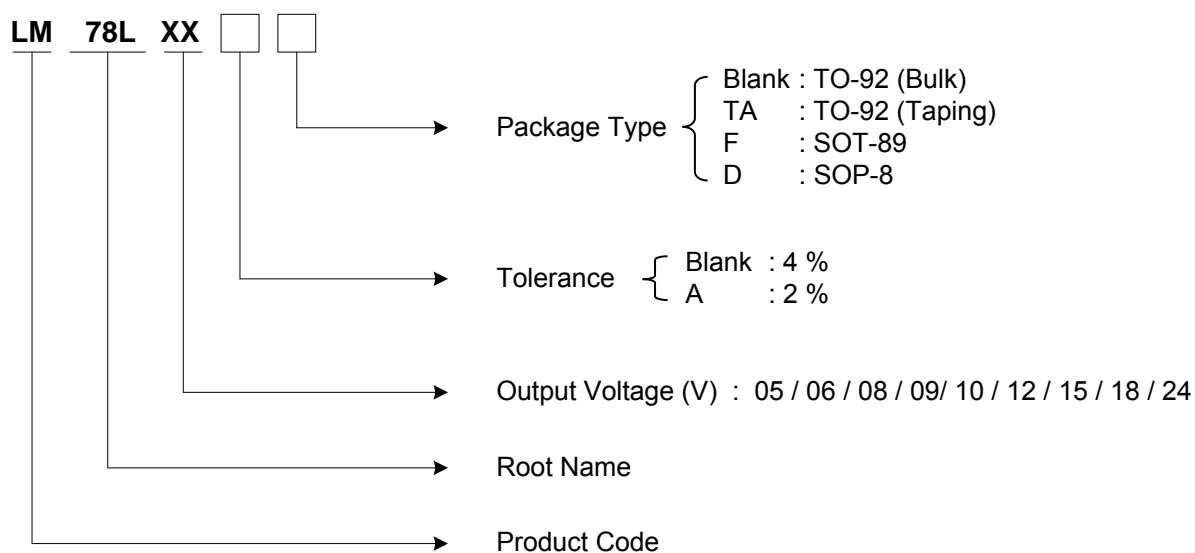 LM 78L XX
Package Type
Blank : TO-92 (Bulk)
TA : TO-92 (Taping)
F : SOT-89
D : SOP-8
Tolerance
Blank : 4 %
A : 2 %
Output Voltage (V) : 05 / 06 / 08 / 09/ 10 / 12 / 15 / 18 / 24
Root Name
Product Code